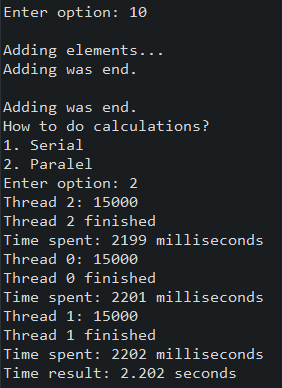 Enter option: 10
Adding elements...
Adding was end.
Adding was end.
How to do calculations?
1. Serial
2. Paralel
Enter option: 2
Thread 2: 15000
Thread 2 finished
Time spent: 2199 milliseconds
Thread 0: 15000
Thread 0 finished
Time spent: 2201 milliseconds
Thread 1: 15000
Thread 1 finished
Time spent: 2202 milliseconds
Time result: 2.202 seconds